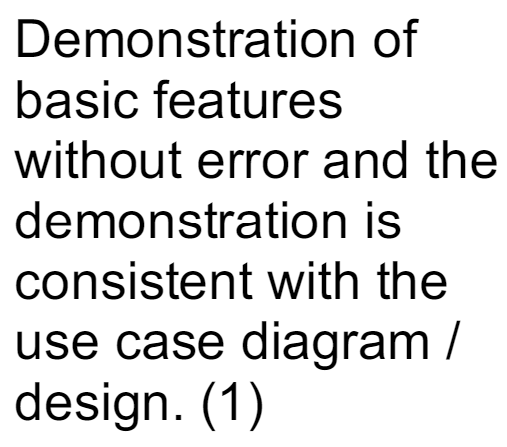 Demonstration of
basic features
without error and the
demonstration is
consistent with the
use case diagram /
design. (1)